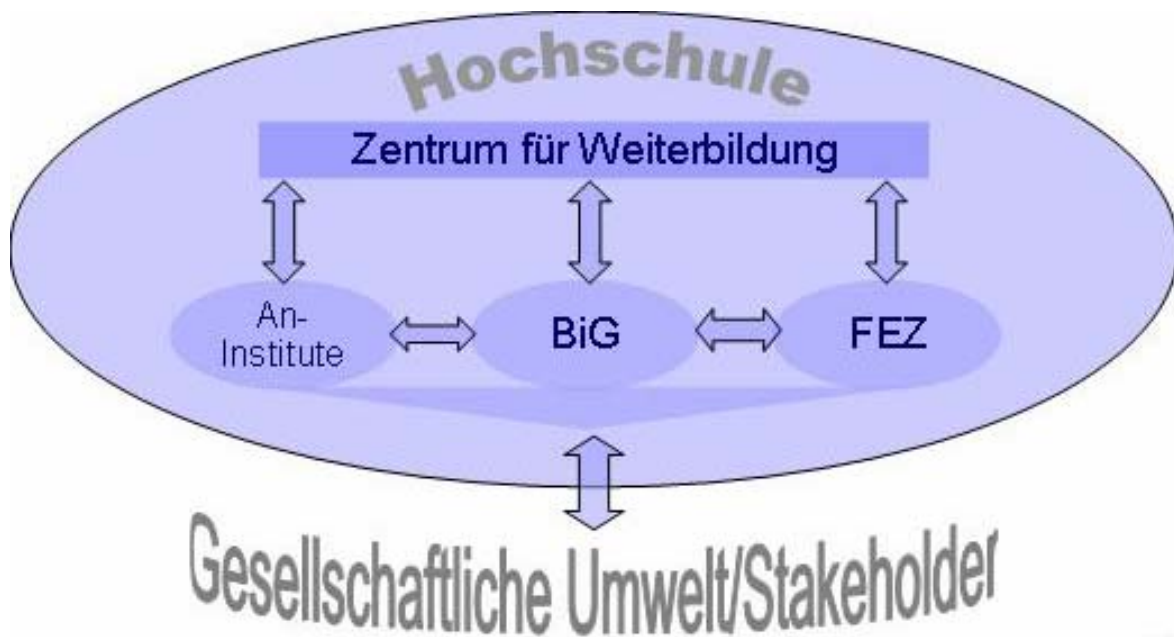 Hochschule
Zentrum für Weiterbildung
An-
Institute
BiG
FEZ
Gesellschaftliche Umwelt/Stakeholder